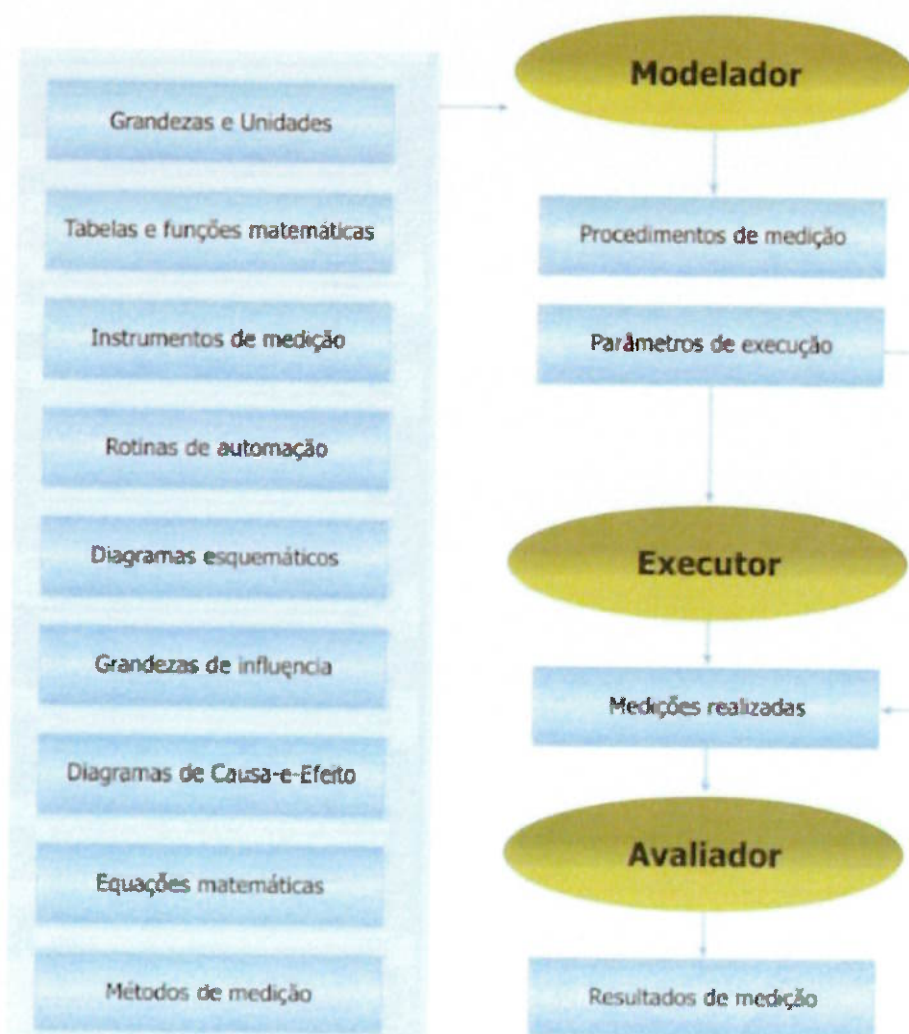 Grandezas e Unidades
Tabelas e funções matemáticas
Instrumentos de medição
Rotinas de automação
Diagramas esquemáticos
Grandezas de influência
Diagramas de Causa-e-Efeito
Equações matemáticas
Métodos de medição
Modelador
Procedimentos de medição
Parâmetros de execução
Executor
Medições realizadas
Avaliador
Resultados de medição